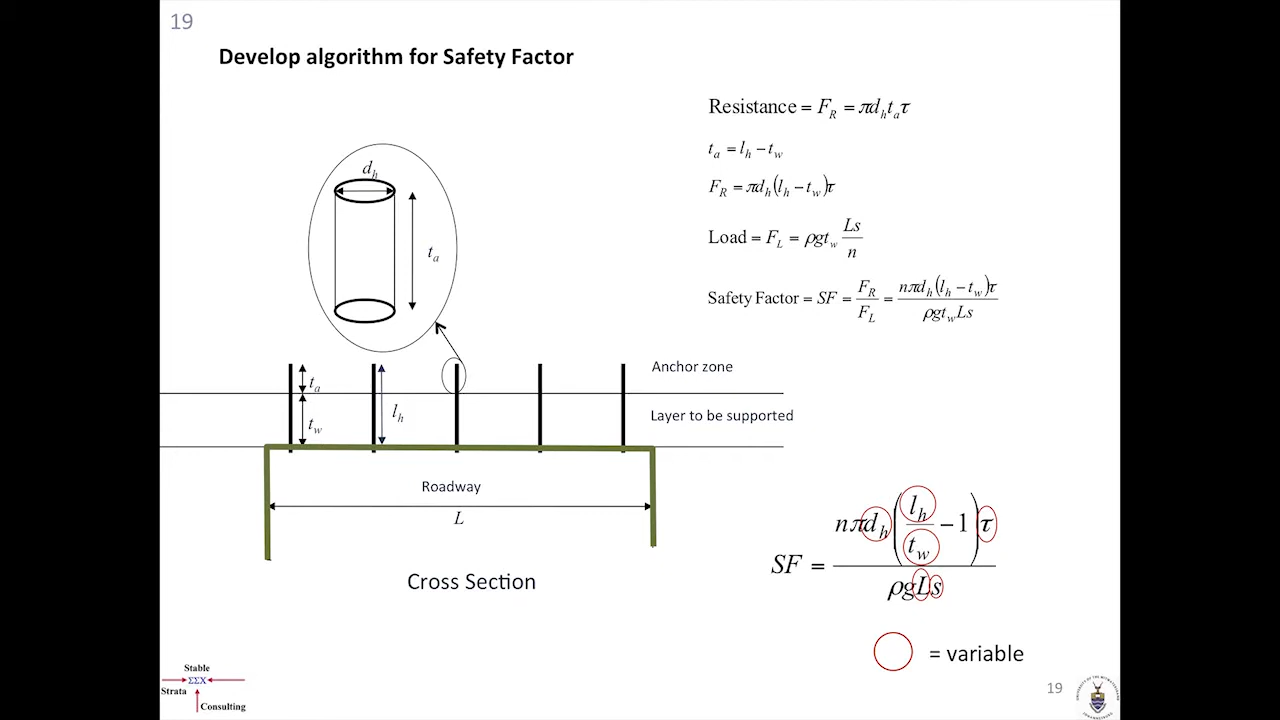 19
Develop algorithm for Safety Factor
Resistance = F_R = πd_h t_a τ
t_a = l_h − t_w
F_R = πd_h(l_h − t_w)τ
Load = F_L = ρgt_w Ls/n
Safety Factor = SF = F_R/F_L = nπd_h(l_h − t_w)τ/ρgt_w Ls
d_h
t_a
Anchor zone
t_a
l_h
Layer to be supported
t_w
Roadway
L
Cross Section
SF = nπd_h(l_h/t_w − 1)τ/ρgLs
= variable
Stable
ΣΣX
Strata
Consulting
19